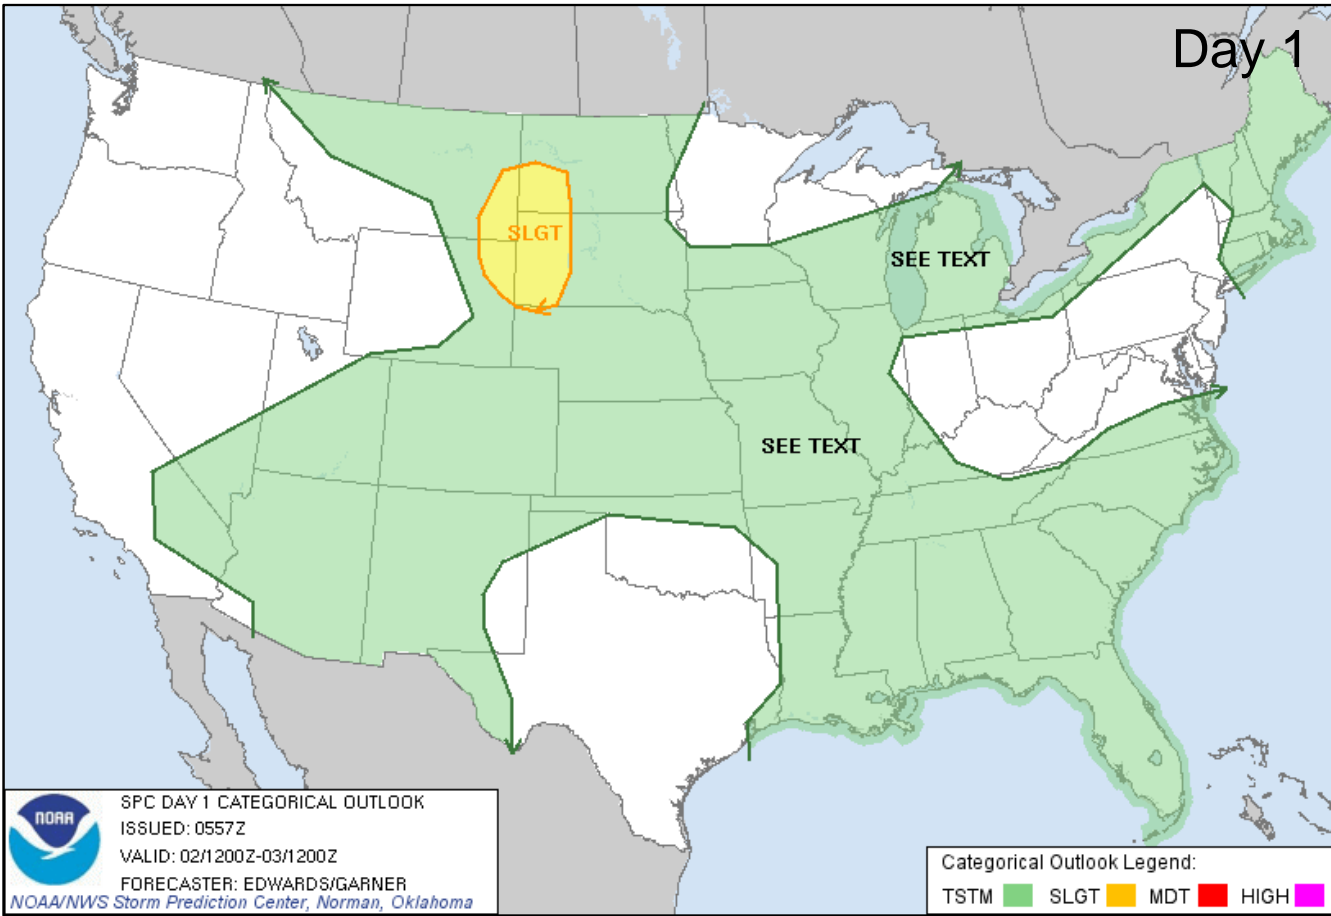 Day 1
SLGT
SEE TEXT
SEE TEXT
NOAA
SPC DAY 1 CATEGORICAL OUTLOOK
ISSUED: 0557Z
VALID: 02/1200Z-03/1200Z
FORECASTER: EDWARDS/GARNER
NOAA/NWS Storm Prediction Center, Norman, Oklahoma
Categorical Outlook Legend:
TSTM SLGT MDT HIGH